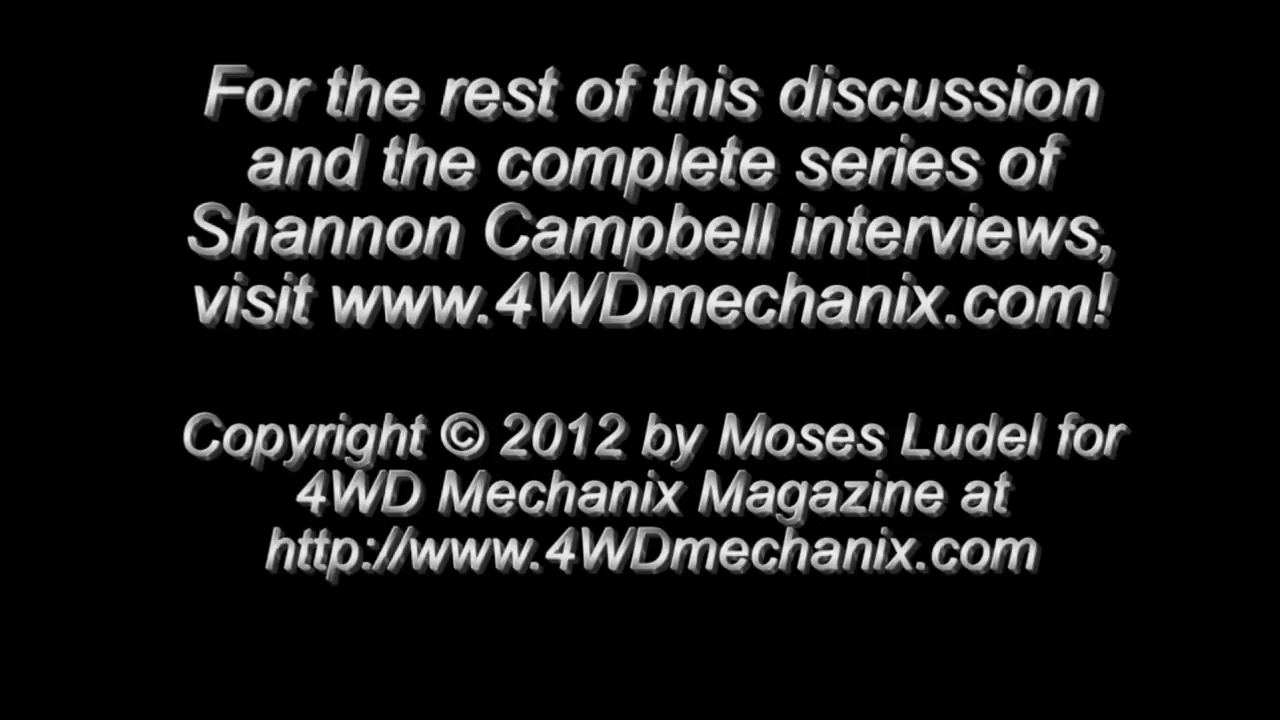 For the rest of this discussion
and the complete series of
Shannon Campbell interviews,
visit www.4WDmechanix.com!
Copyright © 2012 by Moses Ludel for
4WD Mechanix Magazine at
http://www.4WDmechanix.com